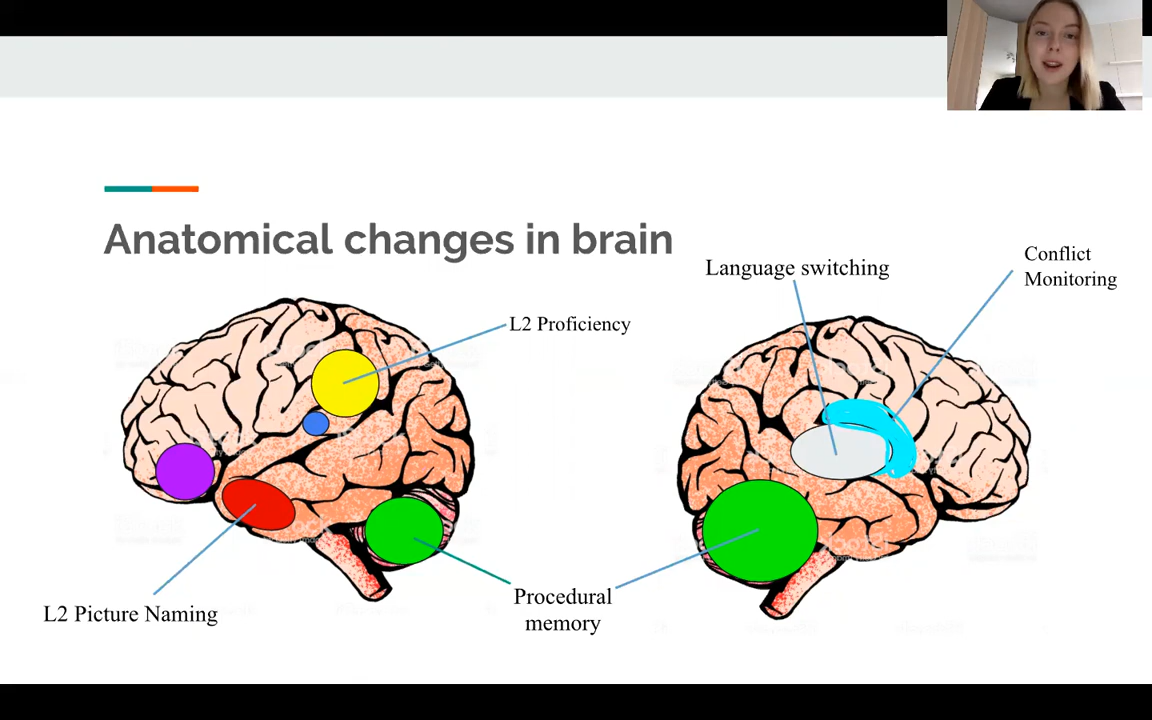 Anatomical changes in brain
Language switching
Conflict
Monitoring
L2 Proficiency
L2 Picture Naming
Procedural
memory